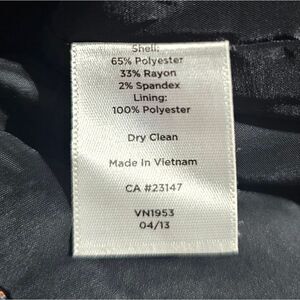 Shell:
65% Polyester
33% Rayon
2% Spandex
Lining:
100% Polyester
Dry Clean
Made In Vietnam
CA #23147
VN1953
04/13